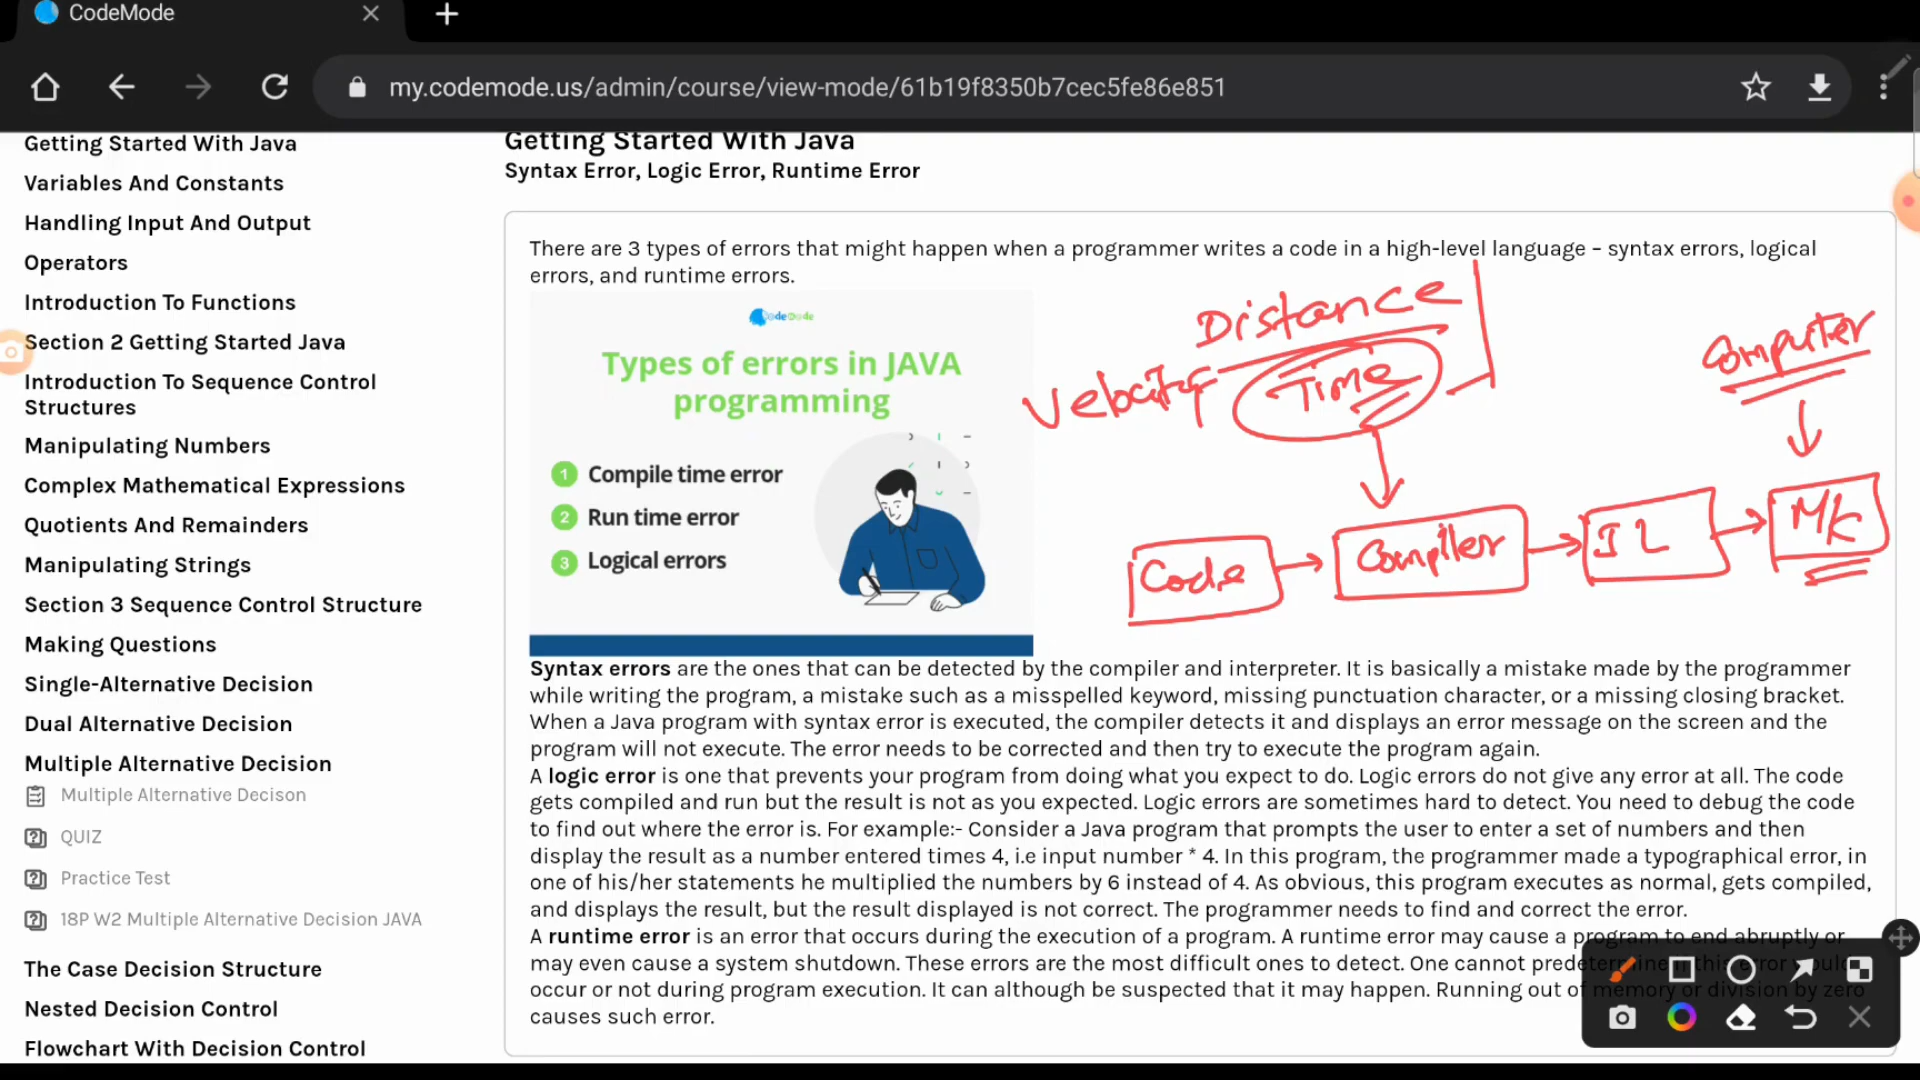 CodeMode
my.codemode.us/admin/course/view-mode/61b19f8350b7cec5fe86e851
Getting Started With Java
Variables And Constants
Handling Input And Output
Operators
Introduction To Functions
Section 2 Getting Started Java
Introduction To Sequence Control
Structures
Manipulating Numbers
Complex Mathematical Expressions
Quotients And Remainders
Manipulating Strings
Section 3 Sequence Control Structure
Making Questions
Single-Alternative Decision
Dual Alternative Decision
Multiple Alternative Decision
Multiple Alternative Decison
QUIZ
Practice Test
18P W2 Multiple Alternative Decision JAVA
The Case Decision Structure
Nested Decision Control
Flowchart With Decision Control
Getting Started With Java
Syntax Error, Logic Error, Runtime Error
There are 3 types of errors that might happen when a programmer writes a code in a high-level language – syntax errors, logical
errors, and runtime errors.
CodeMode
Types of errors in JAVA
programming
1 Compile time error
2 Run time error
3 Logical errors
Distance
Velocity Time
Computer
Code Compiler IL M/c
Syntax errors are the ones that can be detected by the compiler and interpreter. It is basically a mistake made by the programmer
while writing the program, a mistake such as a misspelled keyword, missing punctuation character, or a missing closing bracket.
When a Java program with syntax error is executed, the compiler detects it and displays an error message on the screen and the
program will not execute. The error needs to be corrected and then try to execute the program again.
A logic error is one that prevents your program from doing what you expect to do. Logic errors do not give any error at all. The code
gets compiled and run but the result is not as you expected. Logic errors are sometimes hard to detect. You need to debug the code
to find out where the error is. For example:- Consider a Java program that prompts the user to enter a set of numbers and then
display the result as a number entered times 4, i.e input number * 4. In this program, the programmer made a typographical error, in
one of his/her statements he multiplied the numbers by 6 instead of 4. As obvious, this program executes as normal, gets compiled,
and displays the result, but the result displayed is not correct. The programmer needs to find and correct the error.
A runtime error is an error that occurs during the execution of a program. A runtime error may cause a program to end abruptly or
may even cause a system shutdown. These errors are the most difficult ones to detect. One cannot predetermine if this error would
occur or not during program execution. It can although be suspected that it may happen. Running out of memory or division by zero
causes such error.